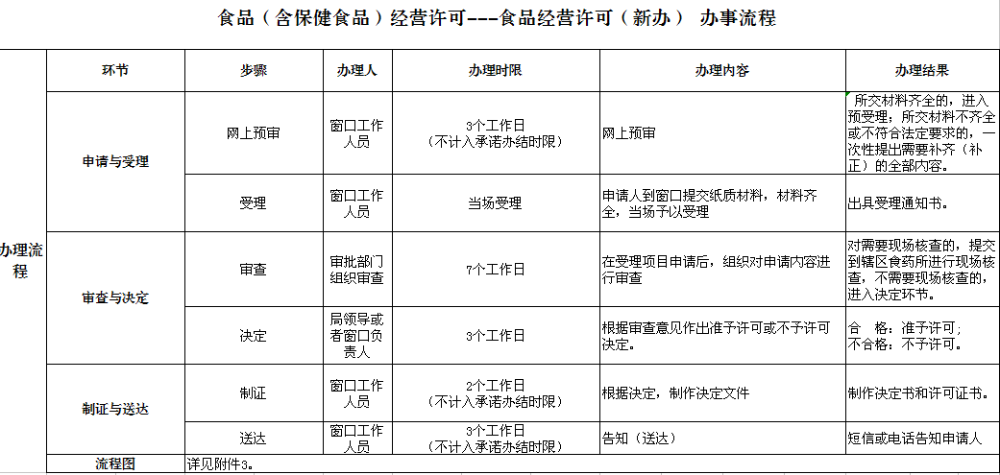 食品（含保健食品）经营许可---食品经营许可（新办） 办事流程
环节
步骤
办理人
办理时限
办理内容
办理结果
办理流
程
申请与受理
网上预审
窗口工作
人员
3个工作日
（不计入承诺办结时限）
网上预审
所交材料齐全的，进入
预受理；所交材料不齐全
或不符合法定要求的，一
次性提出需要补齐（补
正）的全部内容。
受理
窗口工作
人员
当场受理
申请人到窗口提交纸质材料，材料齐
全，当场予以受理
出具受理通知书。
审查与决定
审查
审批部门
组织审查
7个工作日
在受理项目申请后，组织对申请内容进
行审查
对需要现场核查的，提交
到辖区食药所进行现场核
查，不需要现场核查的，
进入决定环节。
决定
局领导或
者窗口负
责人
3个工作日
根据审查意见作出准予许可或不予许可
决定。
合　格：准予许可；
不合格：不予许可。
制证与送达
制证
窗口工作
人员
2个工作日
（不计入承诺办结时限）
根据决定，制作决定文件
制作决定书和许可证书。
送达
窗口工作
人员
3个工作日
（不计入承诺办结时限）
告知（送达）
短信或电话告知申请人
流程图
详见附件3。